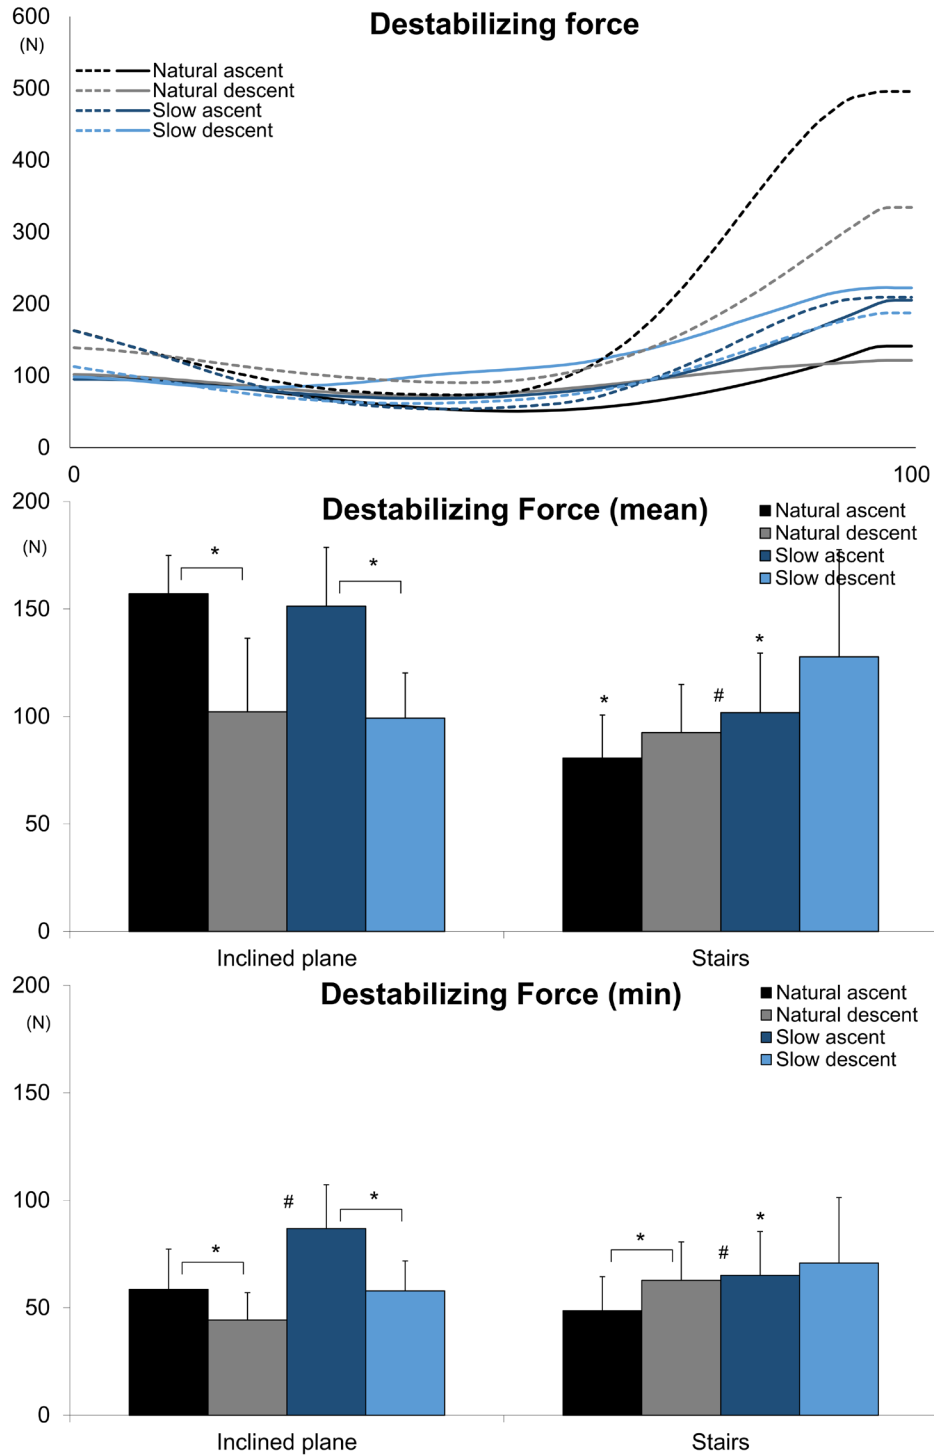 Destabilizing force
600
(N)
500
400
300
200
100
0
0
100
Natural ascent
Natural descent
Slow ascent
Slow descent
Destabilizing Force (mean)
200
(N)
150
100
50
0
Natural ascent
Natural descent
Slow ascent
Slow descent
*
*
*
#
*
Inclined plane
Stairs
Destabilizing Force (min)
200
(N)
150
100
50
0
Natural ascent
Natural descent
Slow ascent
Slow descent
*
#
*
*
#
*
Inclined plane
Stairs